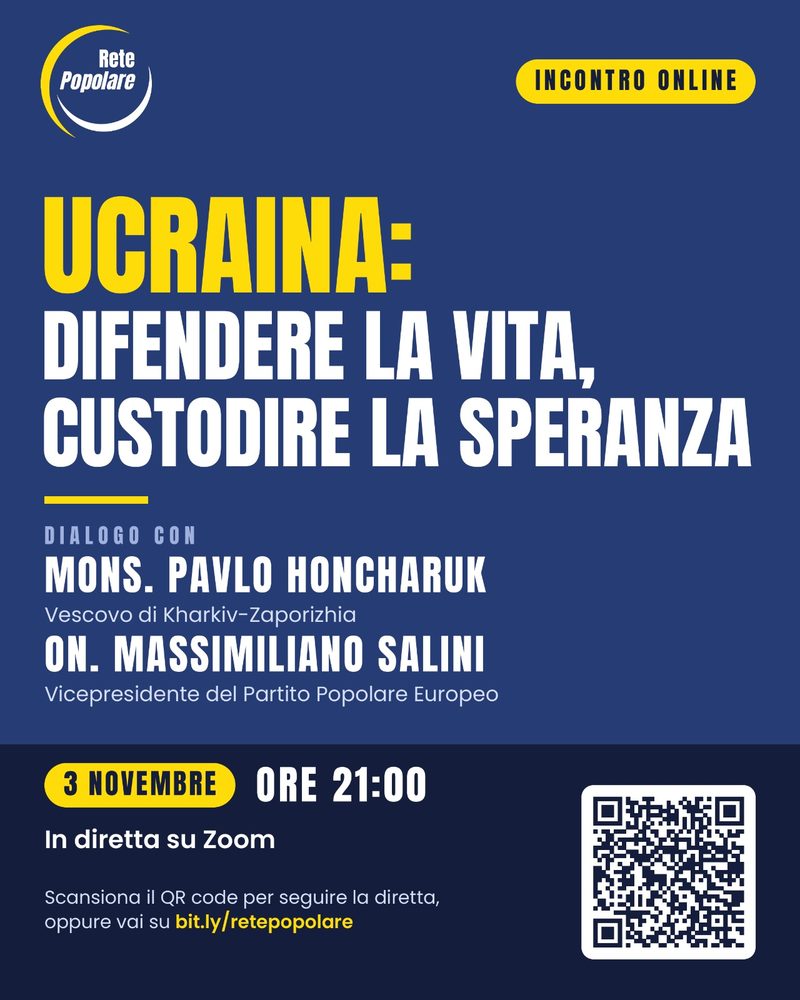 Rete
Popolare
INCONTRO ONLINE
UCRAINA:
DIFENDERE LA VITA,
CUSTODIRE LA SPERANZA
DIALOGO CON
MONS. PAVLO HONCHARUK
Vescovo di Kharkiv-Zaporizhia
ON. MASSIMILIANO SALINI
Vicepresidente del Partito Popolare Europeo
3 NOVEMBRE ORE 21:00
In diretta su Zoom
Scansiona il QR code per seguire la diretta,
oppure vai su bit.ly/retepopolare